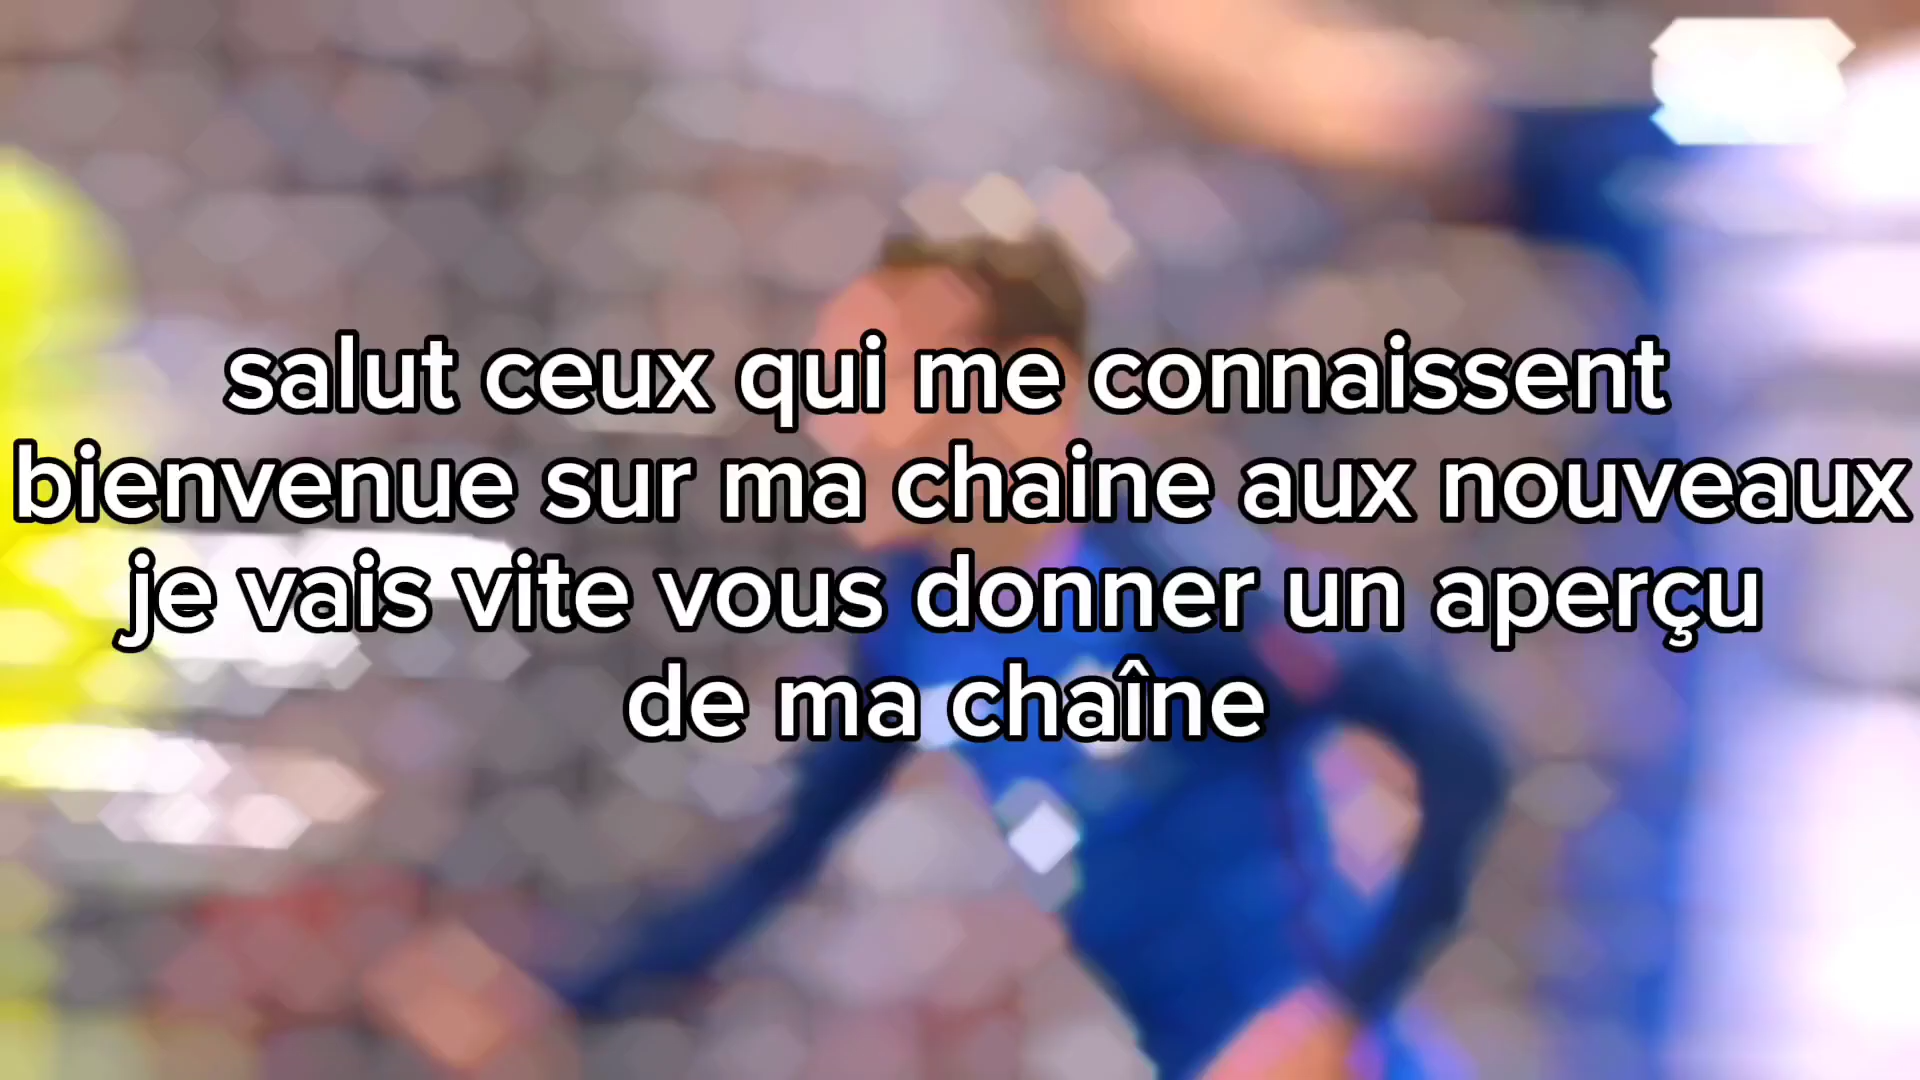 salut ceux qui me connaissent
bienvenue sur ma chaine aux nouveaux
je vais vite vous donner un aperçu
de ma chaîne